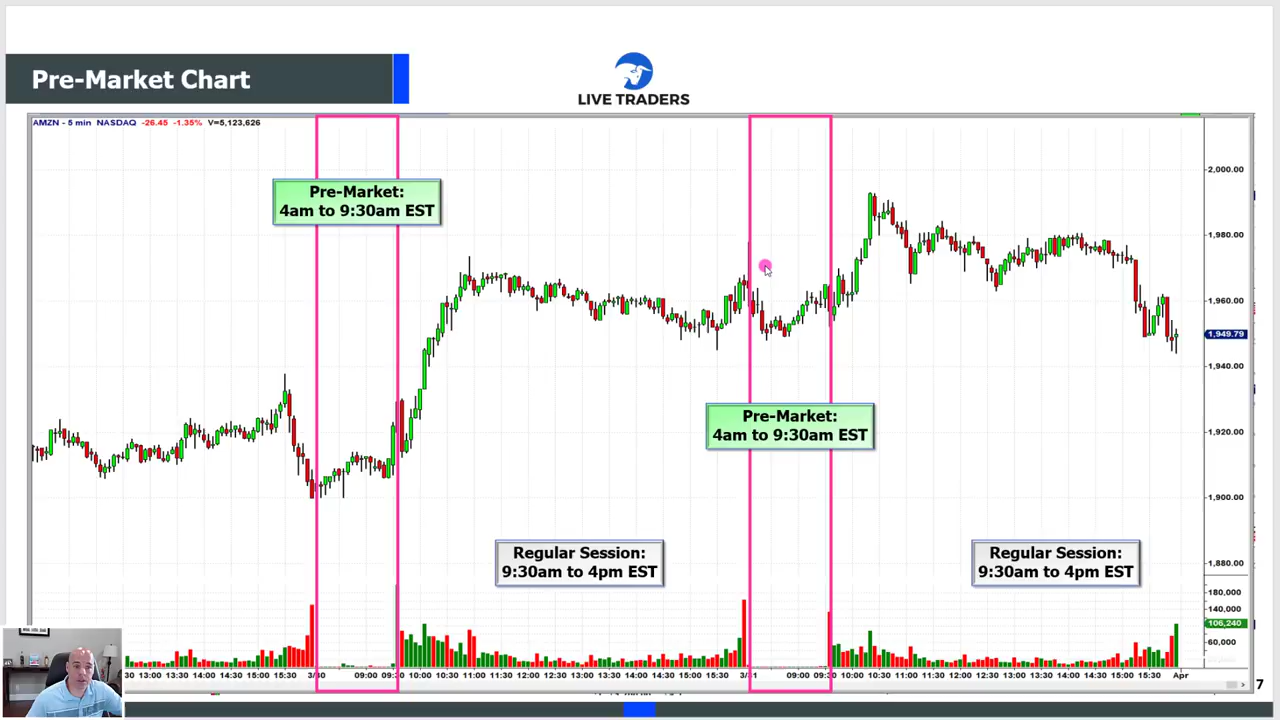 Pre-Market Chart
LIVE TRADERS
AMZN - 5 min NASDAQ -26.45 -1.35% V=5,123,626
Pre-Market:
4am to 9:30am EST
2,000.00
1,980.00
1,960.00
1,949.79
1,940.00
1,920.00
1,900.00
1,880.00
Pre-Market:
4am to 9:30am EST
Regular Session:
9:30am to 4pm EST
Regular Session:
9:30am to 4pm EST
180,000
140,000
106,240
60,000
30 13:00 13:30 14:00 14:30 15:00 15:30 09:00 10:00 10:30 11:00 11:30 12:00 12:30 13:00 13:30 14:00 14:30 15:00 15:30 09:00 10:00 10:30 11:00 11:30 12:00 12:30 13:00 13:30 14:00 14:30 15:00 15:30 Apr
7